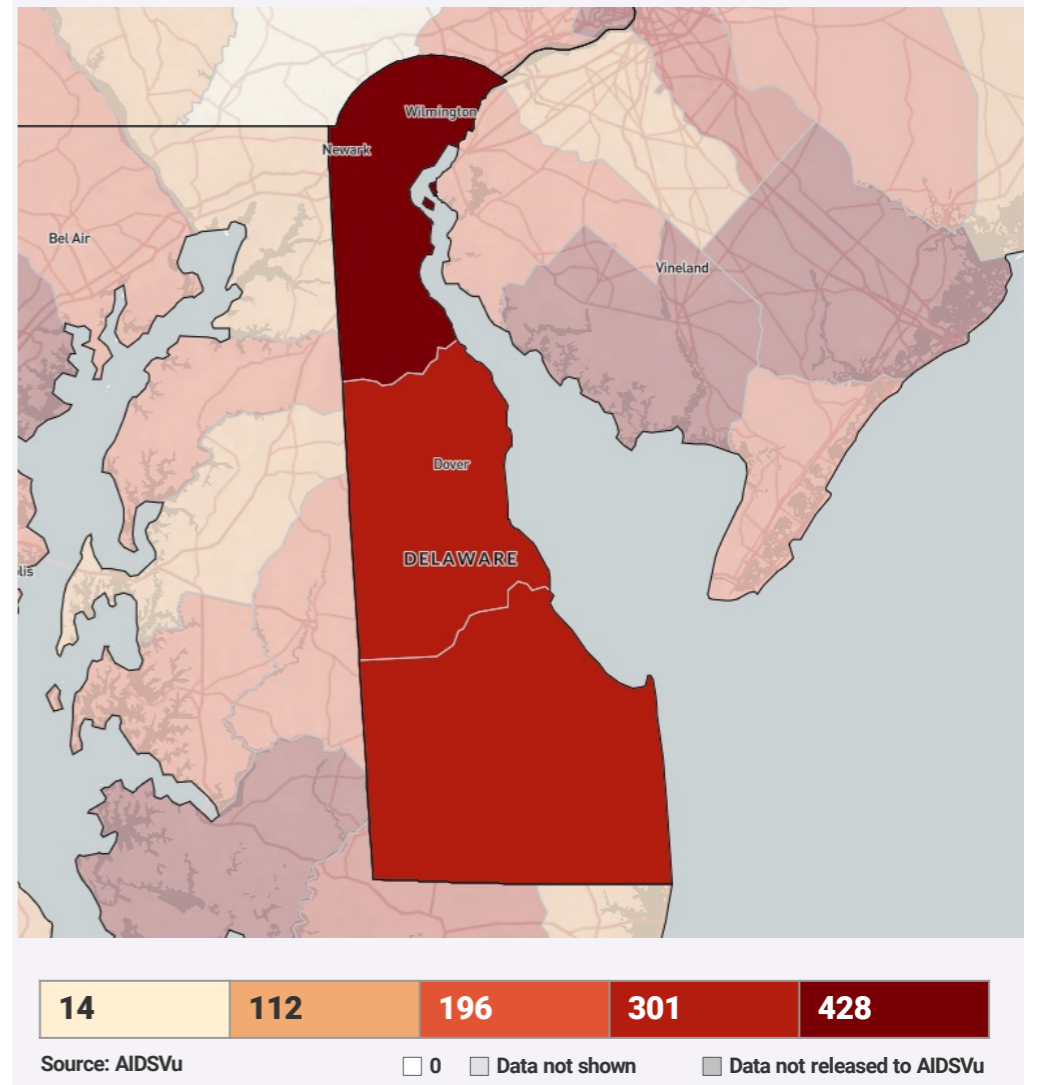 Wilmington
Newark
Bel Air
Vineland
Dover
DELAWARE
lis
14 112 196 301 428
Source: AIDSVu 0 Data not shown Data not released to AIDSVu